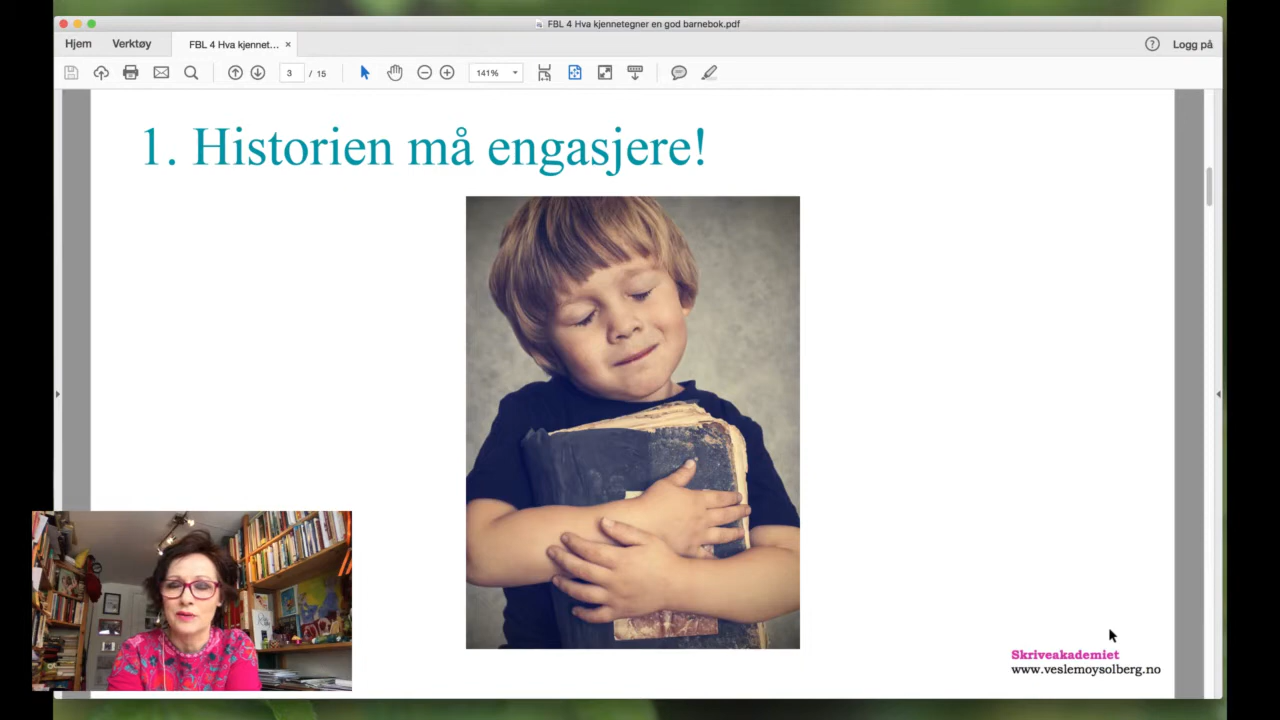 FBL 4 Hva kjennetegner en god barnebok.pdf
Hjem Verktøy FBL 4 Hva kjennet... × Logg på
3 / 15 141%
1. Historien må engasjere!
Skriveakademiet
www.veslemoysolberg.no